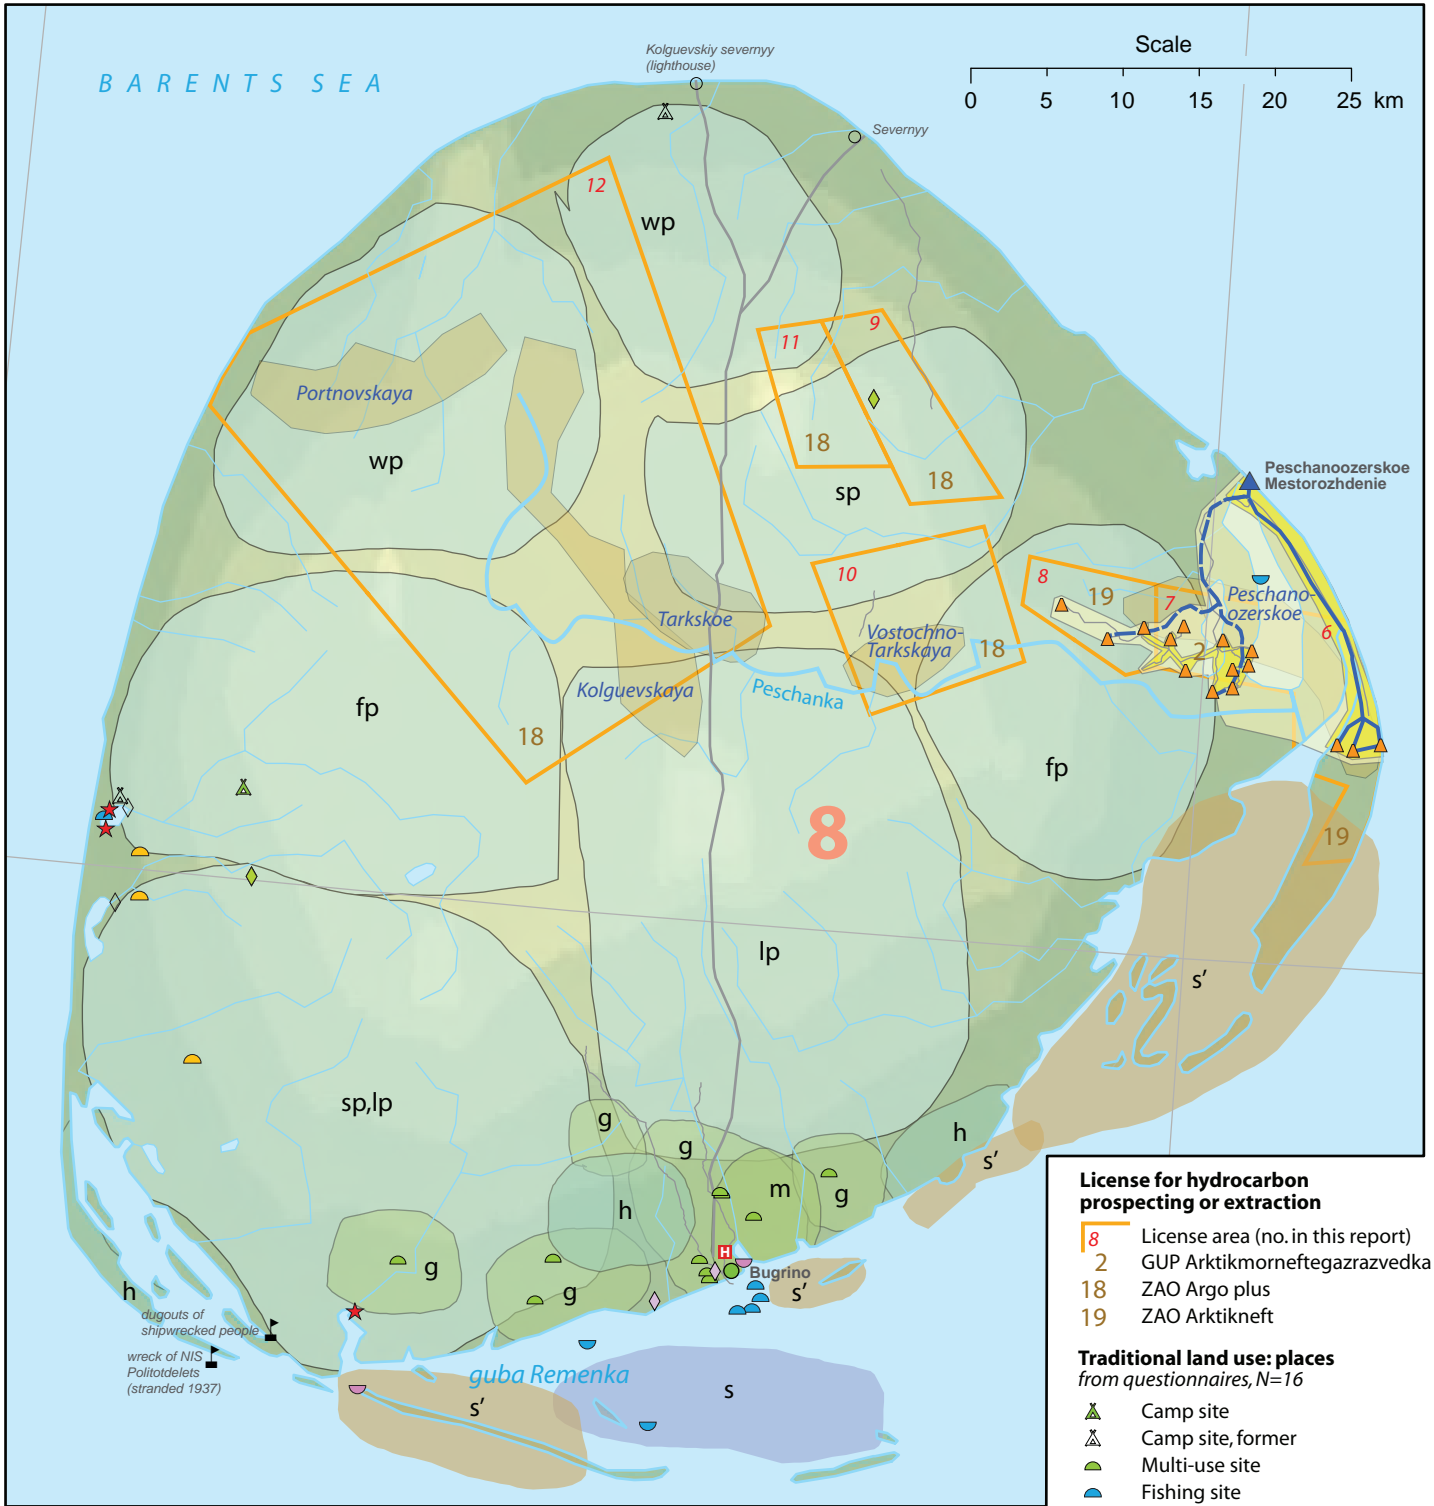 BARENTS SEA
Kolguevskiy severnyy
(lighthouse)
Severnyy
Scale
0 5 10 15 20 25 km
12
wp
11
9
Portnovskaya
wp
18
18
sp
Peschanoozerskoe
Mestorozhdenie
10
8
19
7
Peschano-
ozerskoe
6
2
Tarkskoe
Vostochno-
Tarkskaya
18
Kolguevskaya
Peschanka
fp
18
fp
8
19
lp
s’
sp,lp
g
g
h
s’
m
g
h
g
g
H
Bugrino
s’
h
dugouts of
shipwrecked people
wreck of NIS
Politotdelets
(stranded 1937)
guba Remenka
s
s’
License for hydrocarbon
prospecting or extraction
8 License area (no. in this report)
2 GUP Arktikmorneftegazrazvedka
18 ZAO Argo plus
19 ZAO Arktikneft
Traditional land use: places
from questionnaires, N=16
Camp site
Camp site, former
Multi-use site
Fishing site